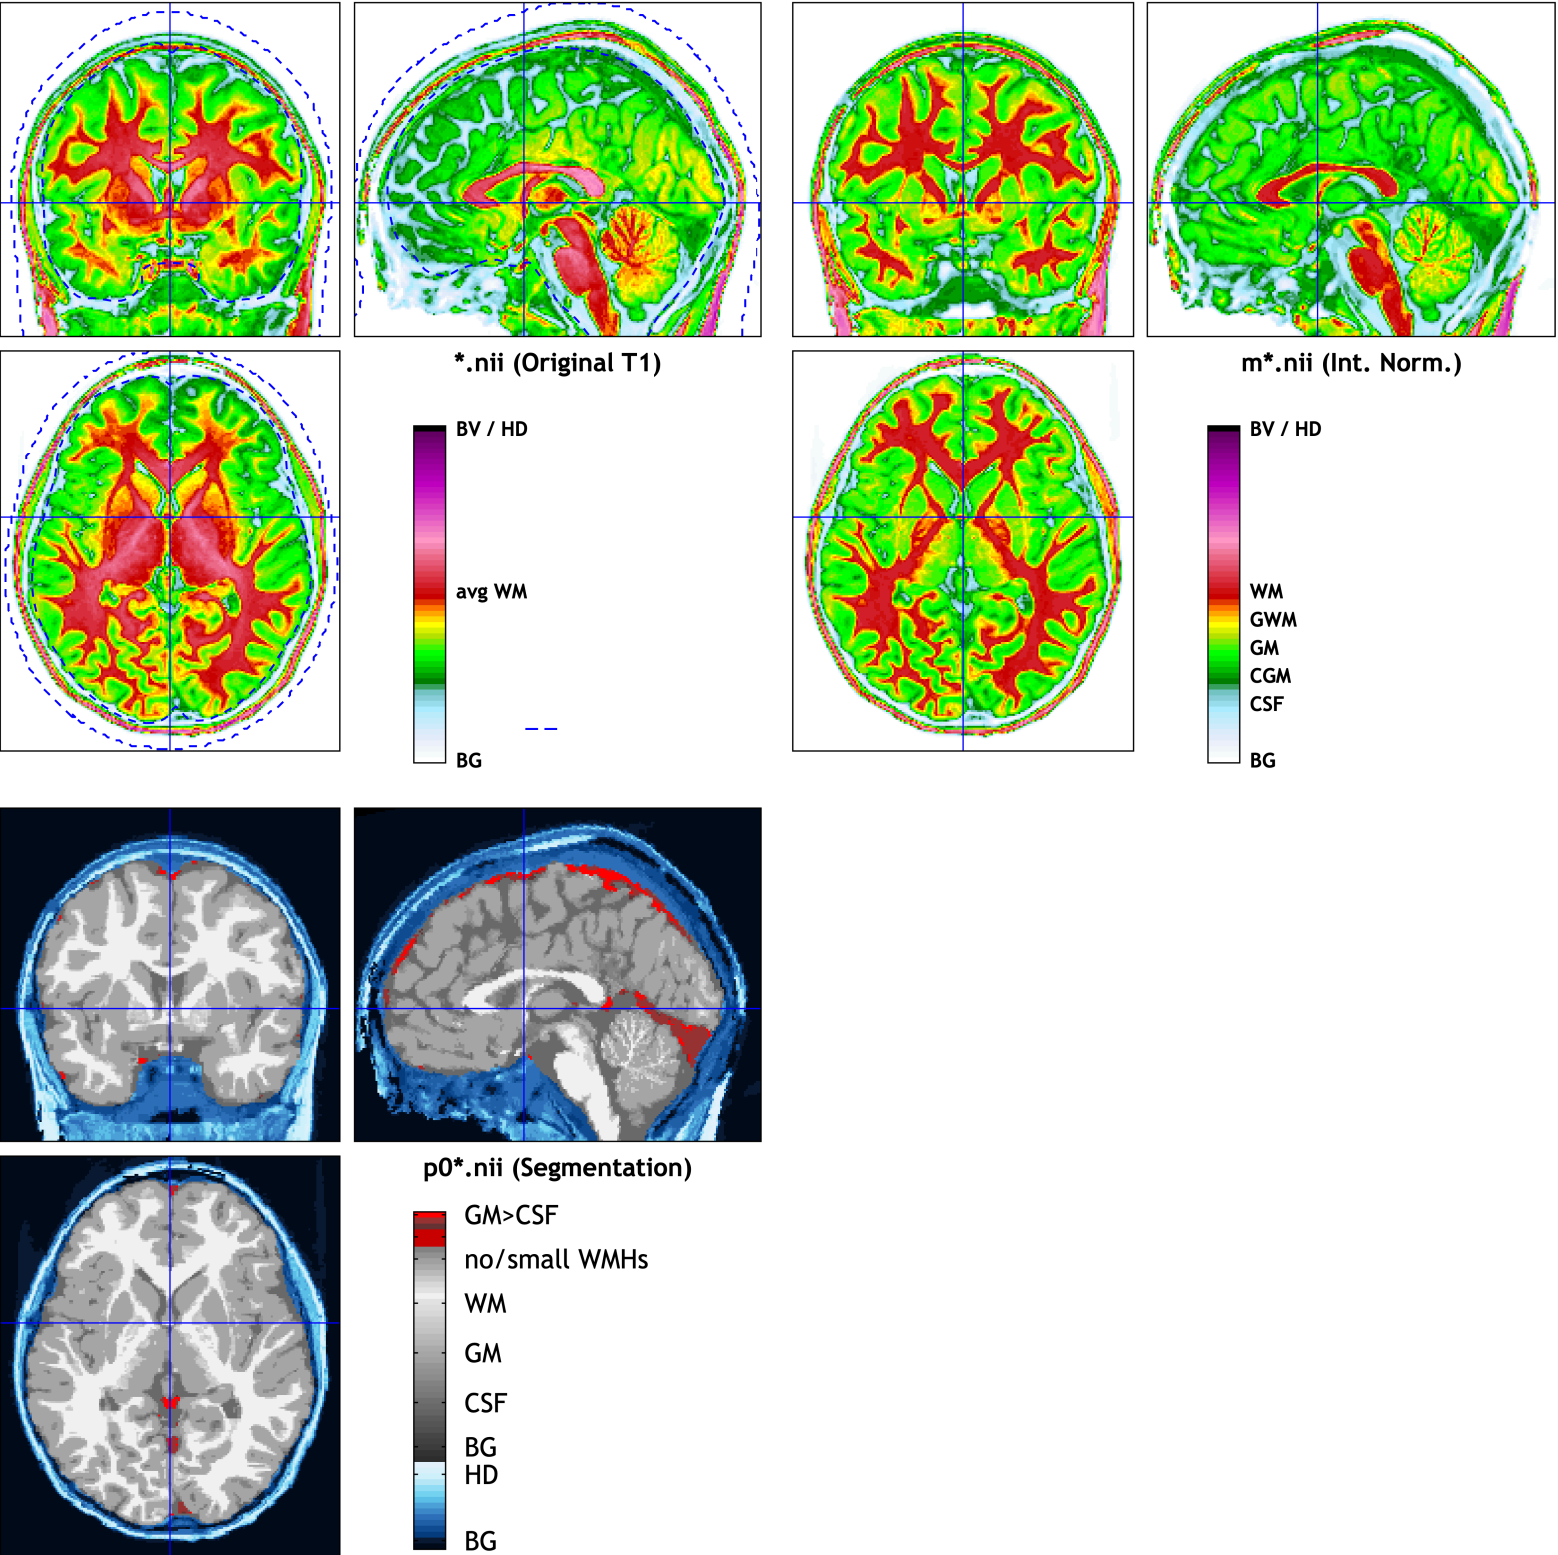 *.nii (Original T1)
BV / HD
avg WM
BG
m*.nii (Int. Norm.)
BV / HD
WM
GWM
GM
CGM
CSF
BG
p0*.nii (Segmentation)
GM>CSF
no/small WMHs
WM
GM
CSF
BG
HD
BG